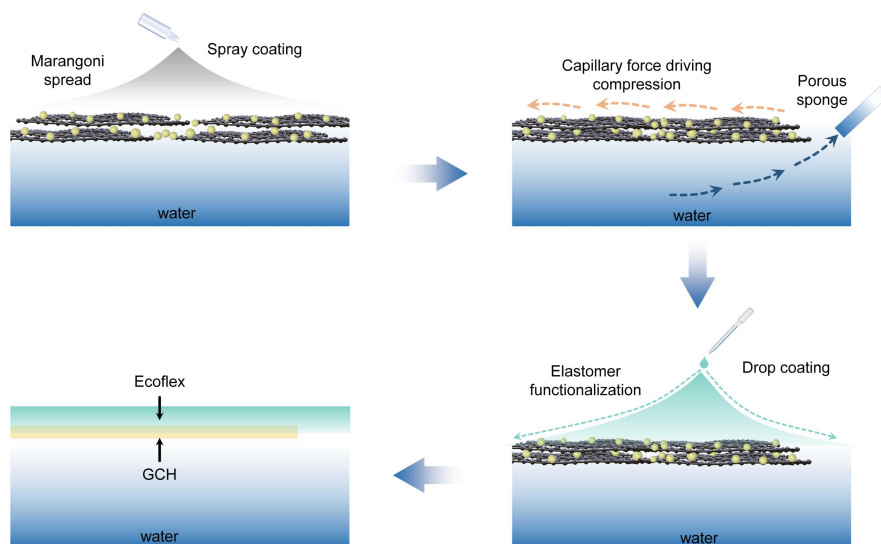 Marangoni
spread
Spray coating
water
Capillary force driving
compression
Porous
sponge
water
Elastomer
functionalization
Drop coating
water
Ecoflex
GCH
water